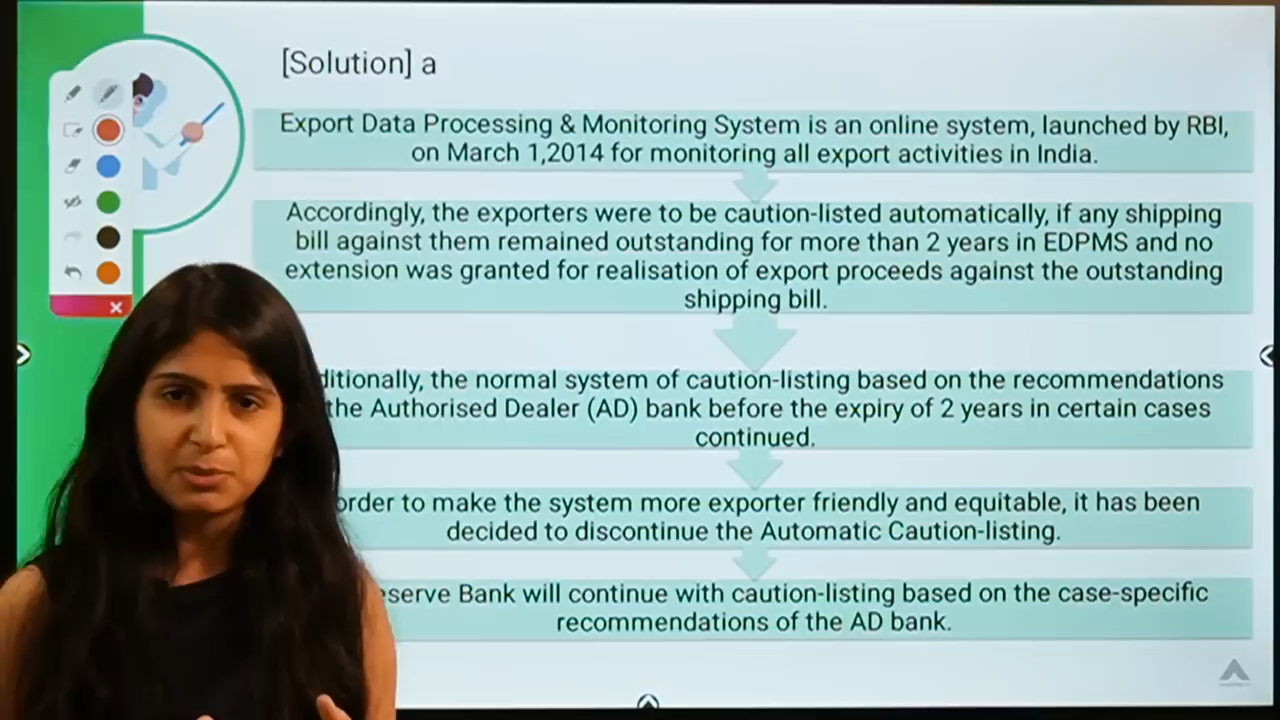 [Solution] a
Export Data Processing & Monitoring System is an online system, launched by RBI,
on March 1,2014 for monitoring all export activities in India.
Accordingly, the exporters were to be caution-listed automatically, if any shipping
bill against them remained outstanding for more than 2 years in EDPMS and no
extension was granted for realisation of export proceeds against the outstanding
shipping bill.
ditionally, the normal system of caution-listing based on the recommendations
the Authorised Dealer (AD) bank before the expiry of 2 years in certain cases
continued.
order to make the system more exporter friendly and equitable, it has been
decided to discontinue the Automatic Caution-listing.
eserve Bank will continue with caution-listing based on the case-specific
recommendations of the AD bank.